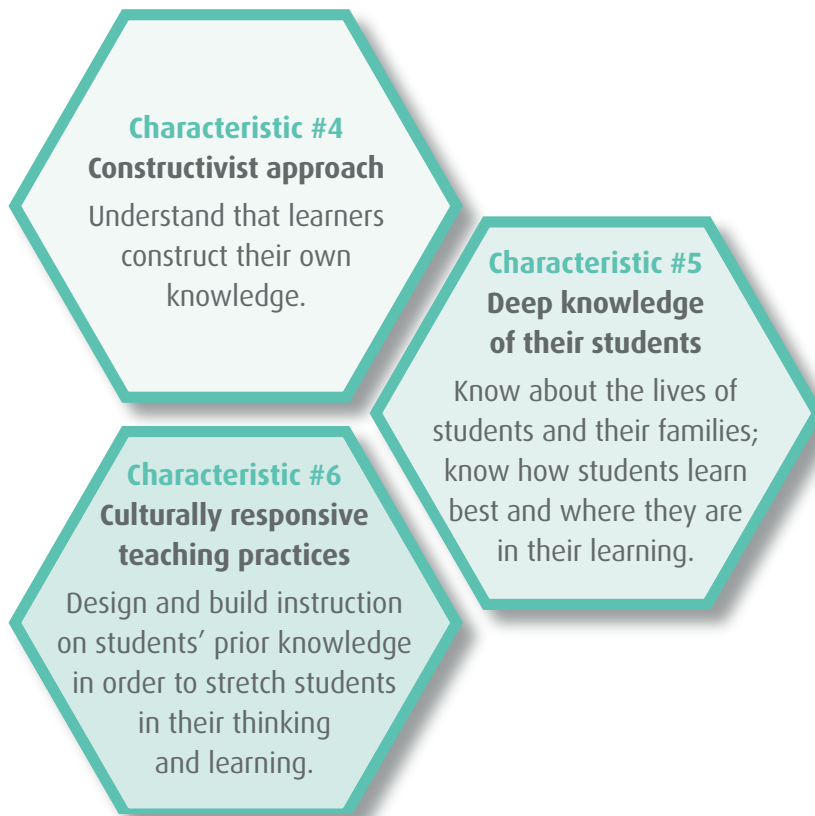 Characteristic #4
Constructivist approach
Understand that learners
construct their own
knowledge.
Characteristic #5
Deep knowledge
of their students
Know about the lives of
students and their families;
know how students learn
best and where they are
in their learning.
Characteristic #6
Culturally responsive
teaching practices
Design and build instruction
on students’ prior knowledge
in order to stretch students
in their thinking
and learning.